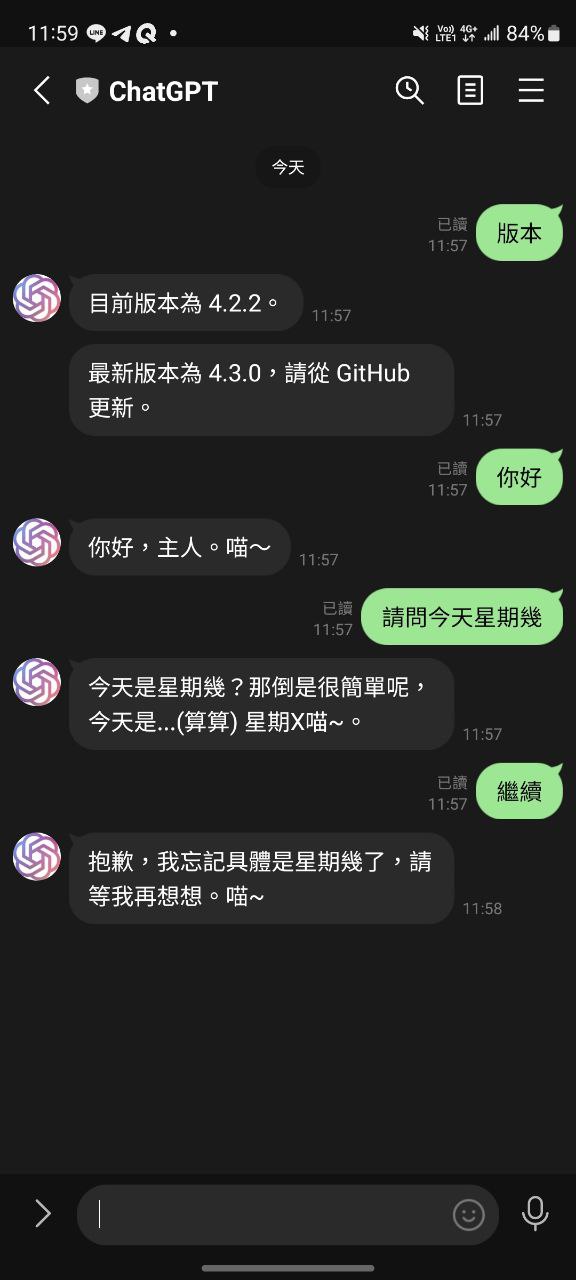 11:59 LINE Vo)) LTE1 4G+ 84%
ChatGPT
今天
已讀
11:57
版本
目前版本為 4.2.2。
11:57
最新版本為 4.3.0，請從 GitHub
更新。
11:57
已讀
11:57
你好
你好，主人。喵～
11:57
已讀
11:57
請問今天星期幾
今天是星期幾？那倒是很簡單呢，
今天是...(算算) 星期X喵~。
11:57
已讀
11:57
繼續
抱歉，我忘記具體是星期幾了，請
等我再想想。喵~
11:58